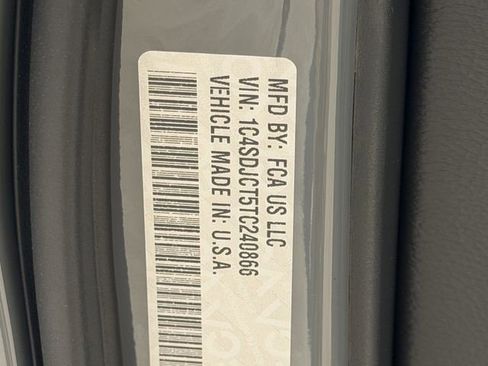 MFD BY: FCA US LLC
VIN: 1C4SDJCT5TC240866
VEHICLE MADE IN: U.S.A.